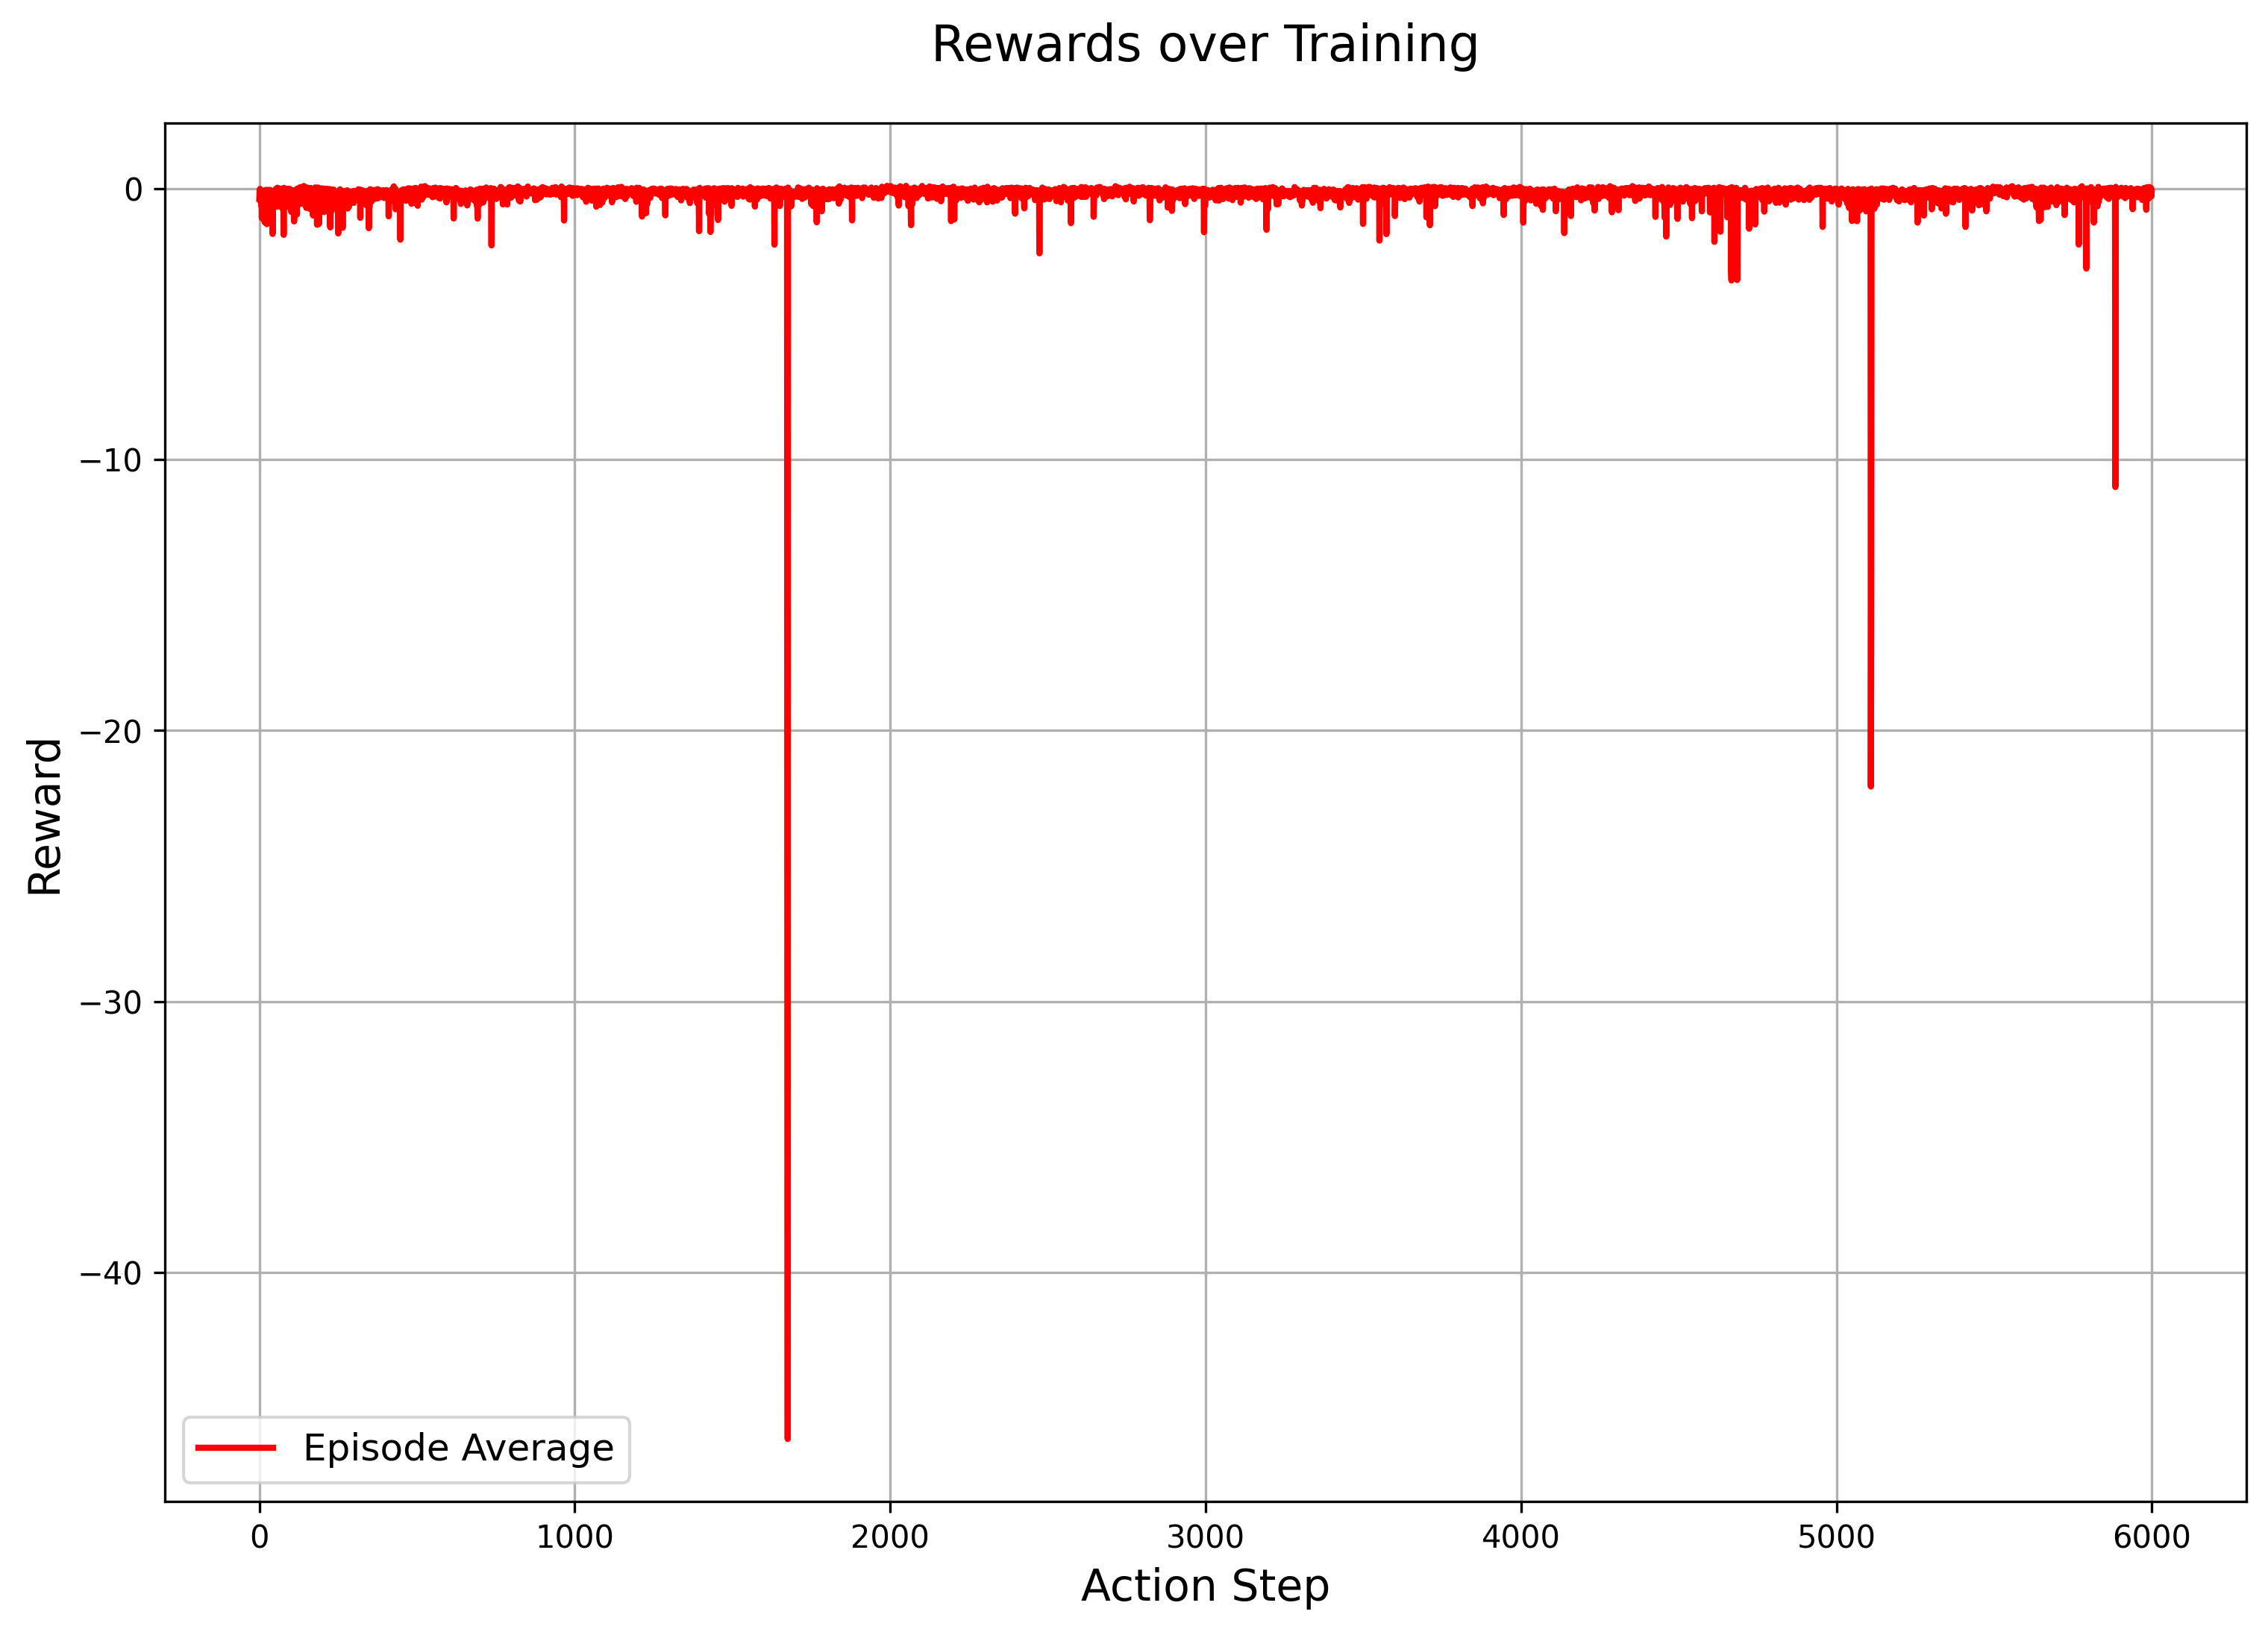 Rewards over Training
0
−10
−20
−30
−40
Reward
Episode Average
0 1000 2000 3000 4000 5000 6000
Action Step